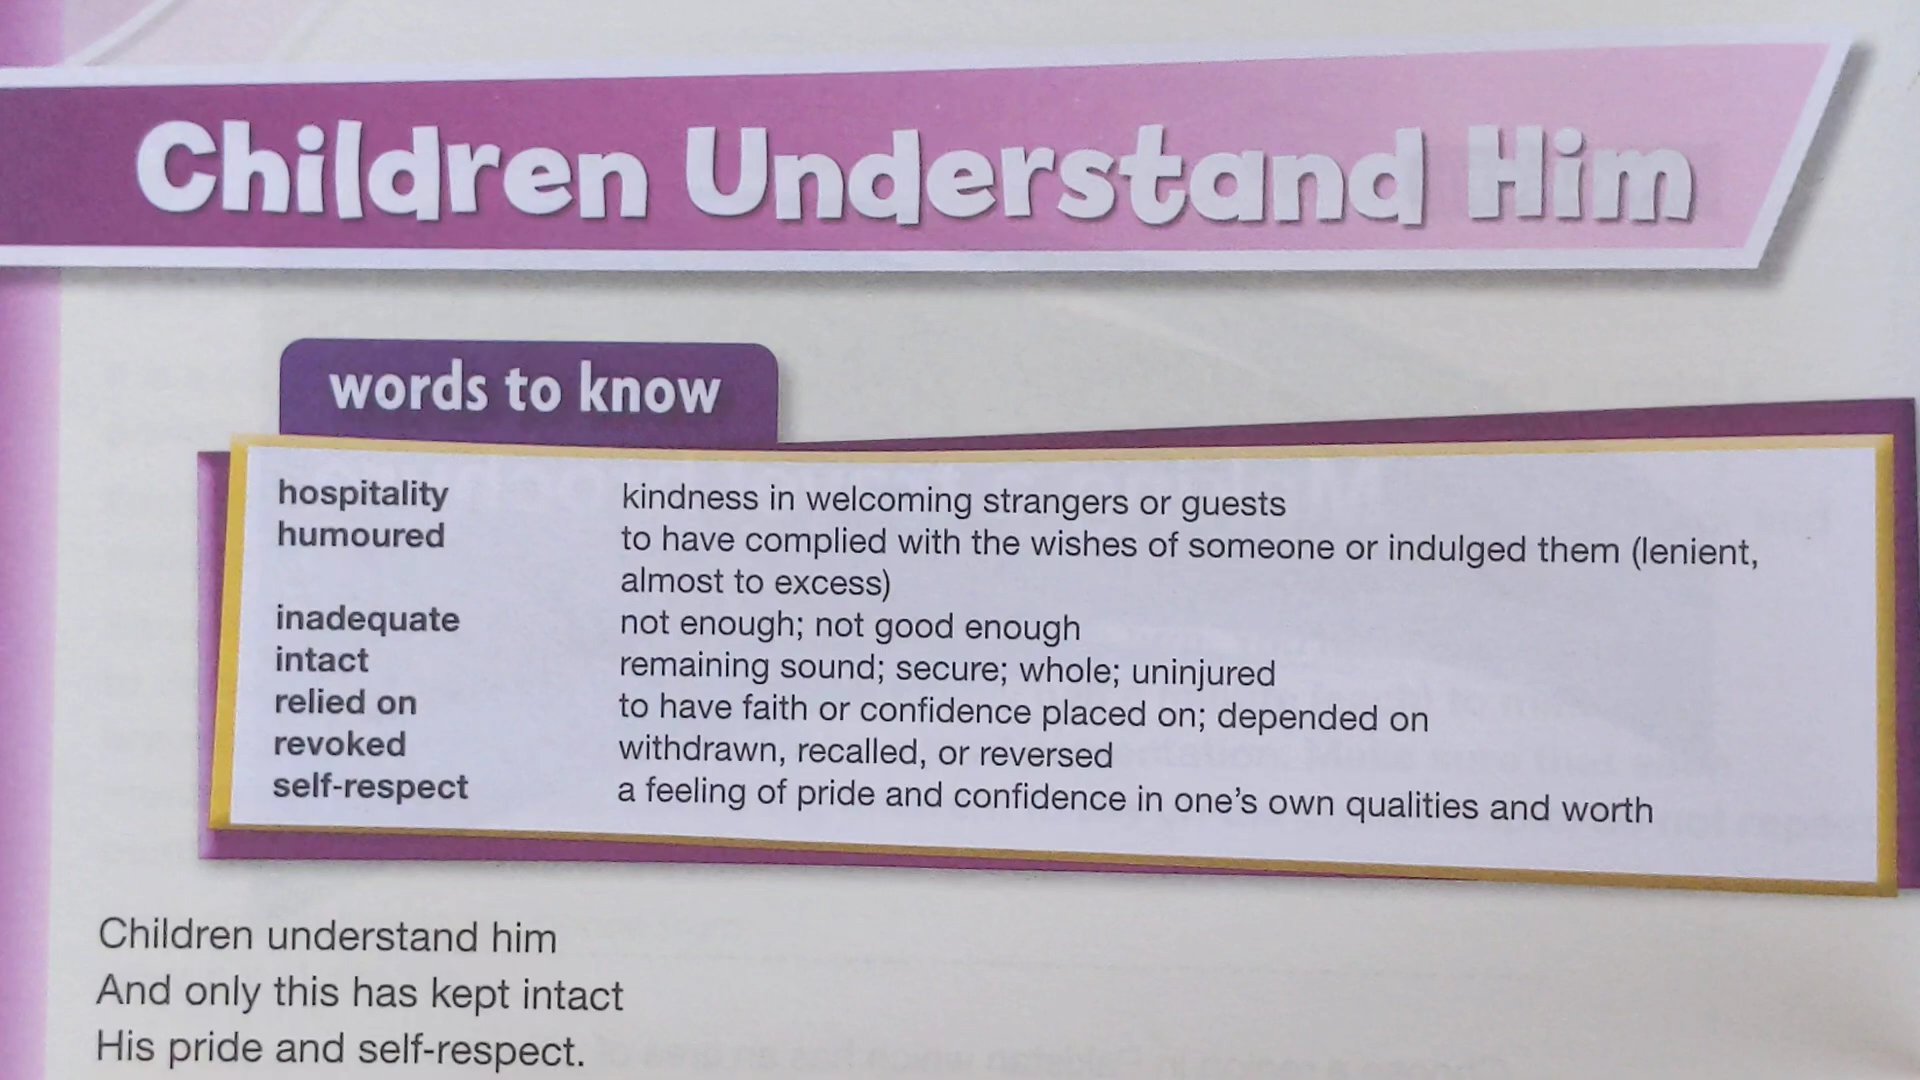 Children Understand Him
words to know
hospitality kindness in welcoming strangers or guests
humoured to have complied with the wishes of someone or indulged them (lenient,
almost to excess)
inadequate not enough; not good enough
intact remaining sound; secure; whole; uninjured
relied on to have faith or confidence placed on; depended on
revoked withdrawn, recalled, or reversed
self-respect a feeling of pride and confidence in one's own qualities and worth
Children understand him
And only this has kept intact
His pride and self-respect.